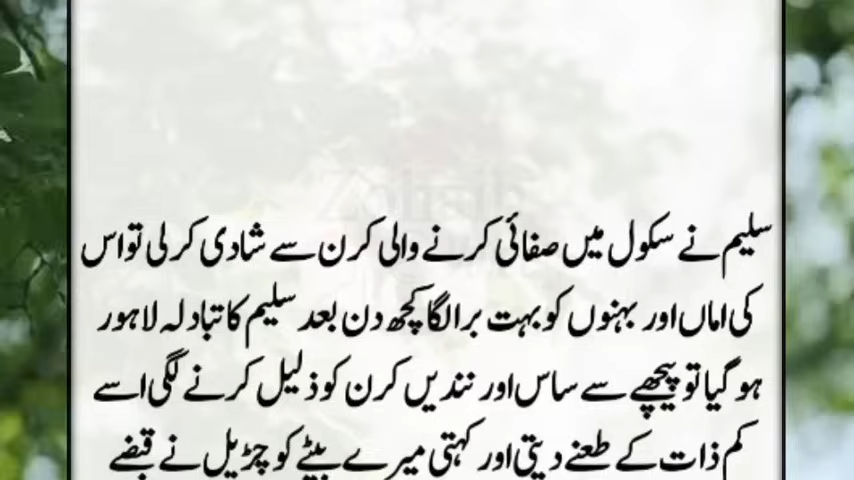 سلیم نے سکول میں صفائی کرنے والی کرن سے شادی کرلی تو اس
کی اماں اور بہنوں کو بہت برا لگا کچھ دن بعد سلیم کا تبادلہ لاہور
ہو گیا تو پیچھے سے ساس اور نندیں کرن کو ذلیل کرنے لگی اسے
کم ذات کے طعنے دیتی اور کہتی میرے بیٹے کو چڑیل نے قبضے